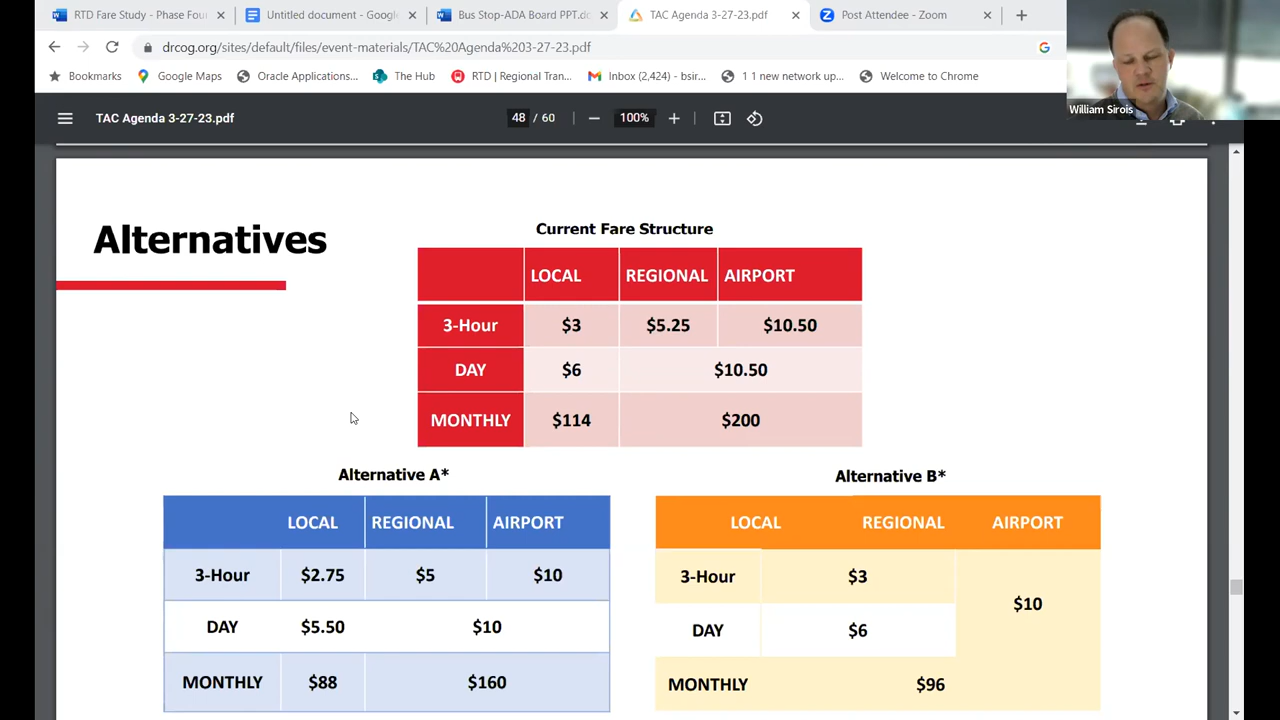 RTD Fare Study - Phase Four
Untitled document - Google
Bus Stop-ADA Board PPT.do
TAC Agenda 3-27-23.pdf
Post Attendee - Zoom
drcog.org/sites/default/files/event-materials/TAC%20Agenda%203-27-23.pdf
Bookmarks
Google Maps
Oracle Applications...
The Hub
RTD | Regional Tran...
Inbox (2,424) - bsir...
1 1 new network up...
Welcome to Chrome
William Sirois
TAC Agenda 3-27-23.pdf
48 / 60
100%
Alternatives
Current Fare Structure
LOCAL REGIONAL AIRPORT
3-Hour $3 $5.25 $10.50
DAY $6 $10.50
MONTHLY $114 $200
Alternative A*
LOCAL REGIONAL AIRPORT
3-Hour $2.75 $5 $10
DAY $5.50 $10
MONTHLY $88 $160
Alternative B*
LOCAL REGIONAL AIRPORT
3-Hour $3
$10
DAY $6
MONTHLY $96